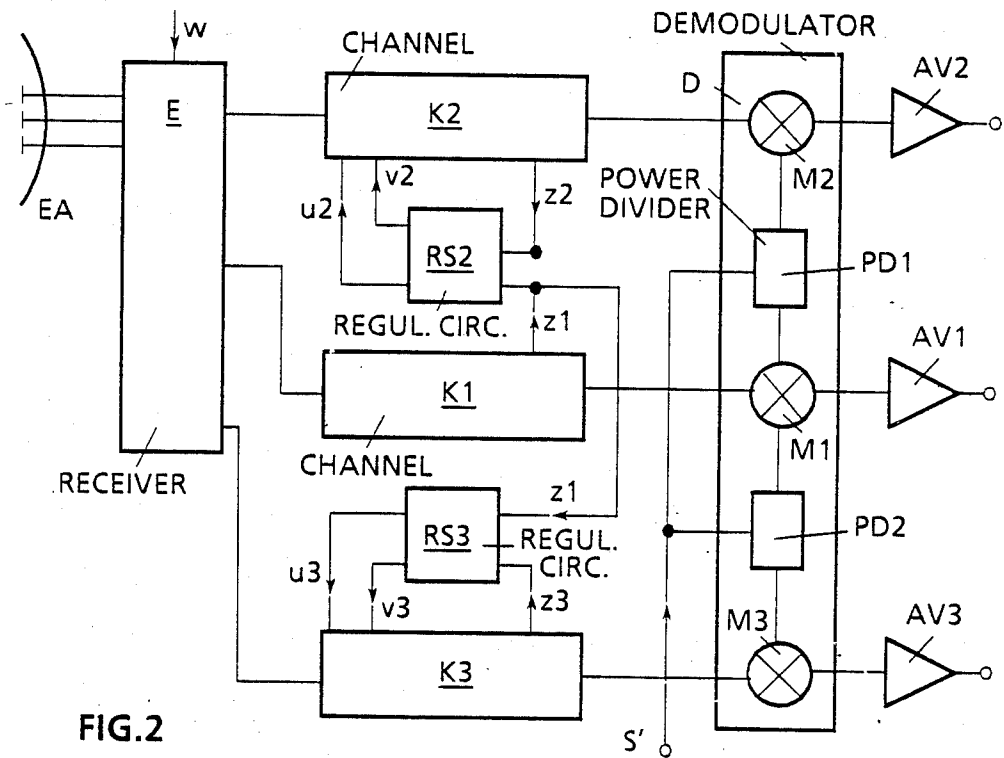 DEMODULATOR
w
CHANNEL
AV2
E
K2
D
M2
EA
v2
u2
z2
POWER
DIVIDER
RS2
PD1
REGUL. CIRC.
z1
AV1
K1
M1
CHANNEL
RECEIVER
z1
RS3
REGUL.
CIRC.
PD2
u3
v3
z3
M3
AV3
K3
FIG.2
S'